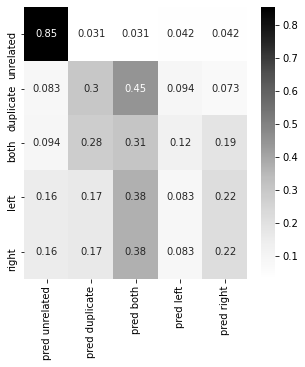 unrelated 0.85 0.031 0.031 0.042 0.042
duplicate 0.083 0.3 0.45 0.094 0.073
both 0.094 0.28 0.31 0.12 0.19
left 0.16 0.17 0.38 0.083 0.22
right 0.16 0.17 0.38 0.083 0.22
pred unrelated
pred duplicate
pred both
pred left
pred right
0.8
0.7
0.6
0.5
0.4
0.3
0.2
0.1